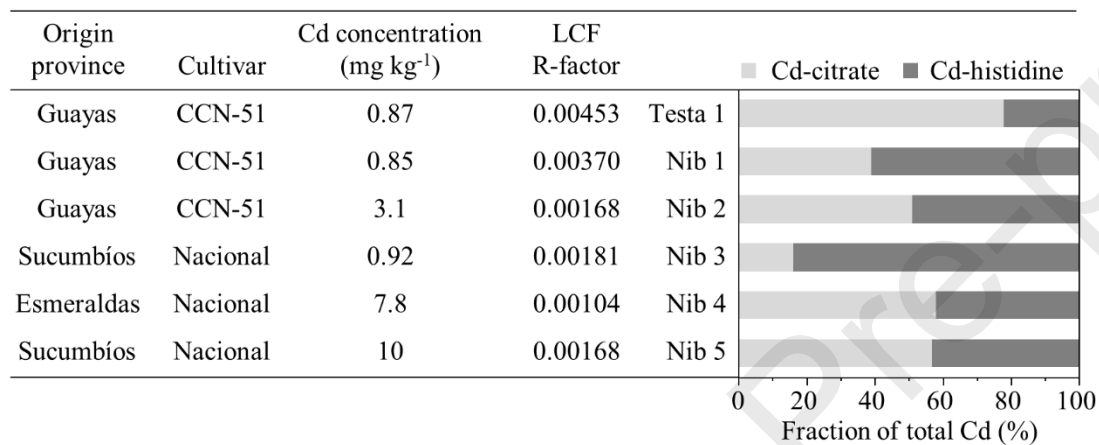 Origin province Cultivar Cd concentration (mg kg⁻¹) LCF R-factor
Cd-citrate Cd-histidine
Guayas CCN-51 0.87 0.00453 Testa 1
Guayas CCN-51 0.85 0.00370 Nib 1
Guayas CCN-51 3.1 0.00168 Nib 2
Sucumbíos Nacional 0.92 0.00181 Nib 3
Esmeraldas Nacional 7.8 0.00104 Nib 4
Sucumbíos Nacional 10 0.00168 Nib 5
0 20 40 60 80 100
Fraction of total Cd (%)
Pre-p